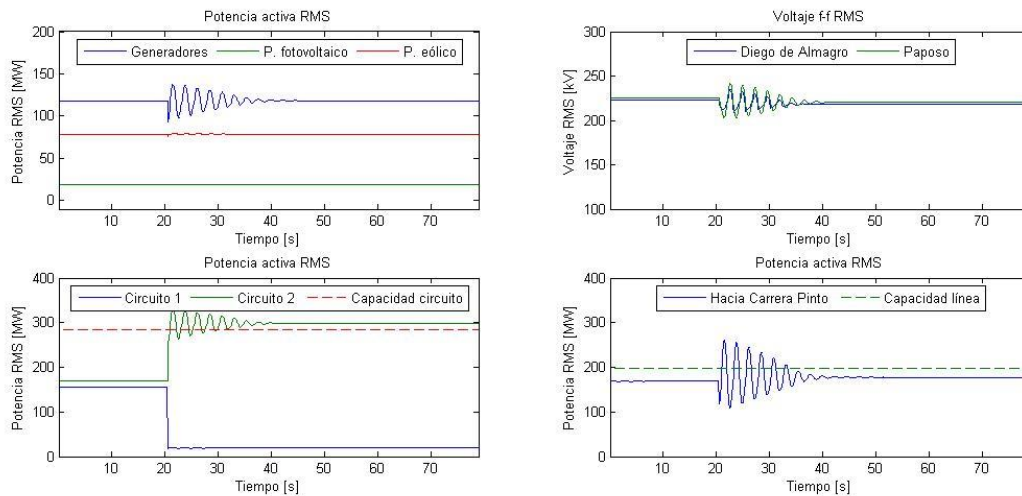 Potencia activa RMS
Potencia RMS [MW]
200
150
100
50
0
Generadores P. fotovoltaico P. eólico
10 20 30 40 50 60 70
Tiempo [s]
Voltaje f-f RMS
Voltaje RMS [kV]
300
250
200
150
100
Diego de Almagro Paposo
10 20 30 40 50 60 70
Tiempo [s]
Potencia activa RMS
Potencia RMS [MW]
400
300
200
100
0
Circuito 1 Circuito 2 Capacidad circuito
10 20 30 40 50 60 70
Tiempo [s]
Potencia activa RMS
Potencia RMS [MW]
400
300
200
100
0
Hacia Carrera Pinto Capacidad línea
10 20 30 40 50 60 70
Tiempo [s]